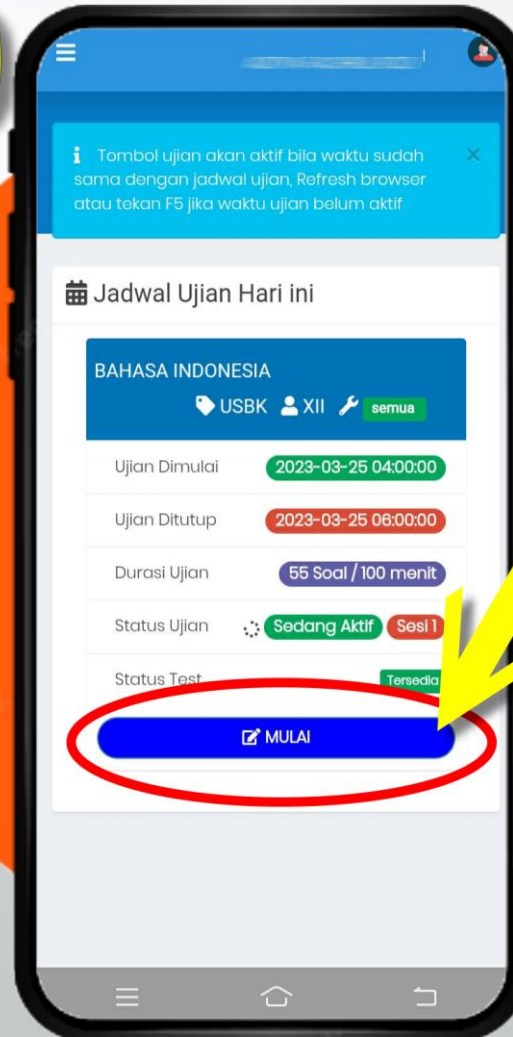 Tombol ujian akan aktif bila waktu sudah
sama dengan jadwal ujian, Refresh browser
atau tekan F5 jika waktu ujian belum aktif
Jadwal Ujian Hari ini
BAHASA INDONESIA
USBK XII semua
Ujian Dimulai 2023-03-25 04:00:00
Ujian Ditutup 2023-03-25 06:00:00
Durasi Ujian 55 Soal / 100 menit
Status Ujian Sedang Aktif Sesi 1
Status Test Tersedia
MULAI